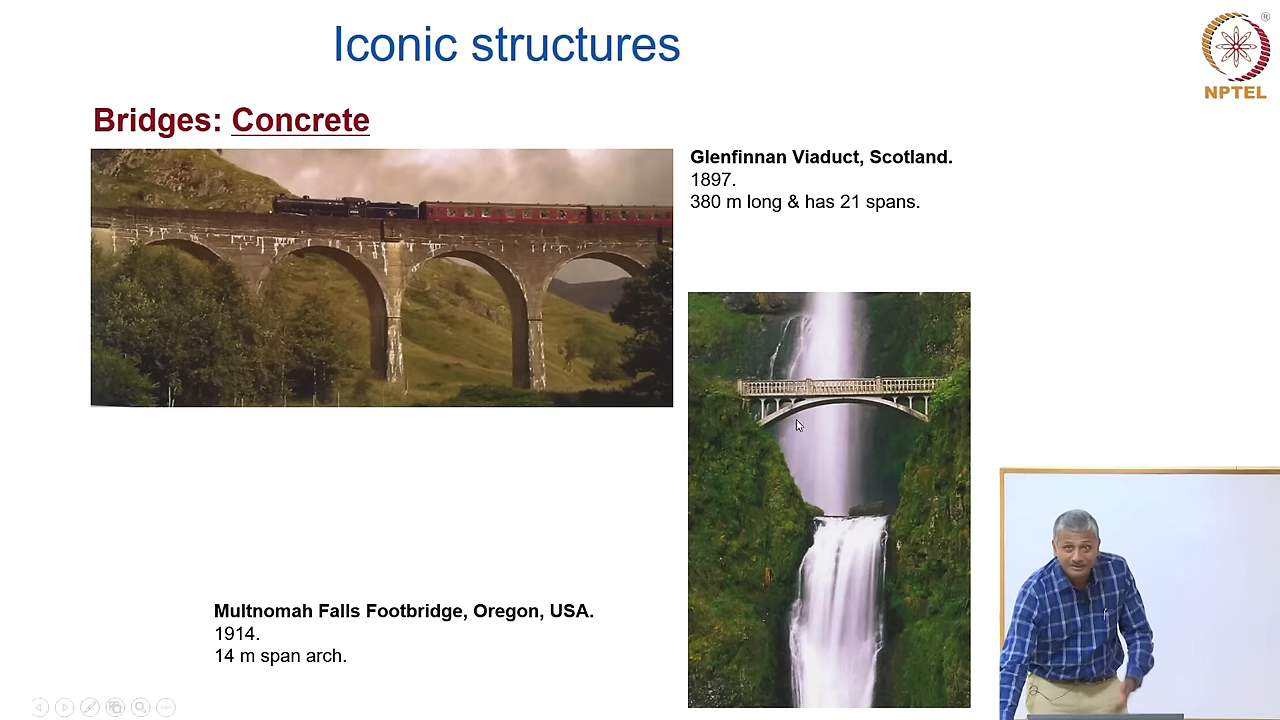 Iconic structures
®
NPTEL
Bridges: Concrete
Glenfinnan Viaduct, Scotland.
1897.
380 m long & has 21 spans.
Multnomah Falls Footbridge, Oregon, USA.
1914.
14 m span arch.